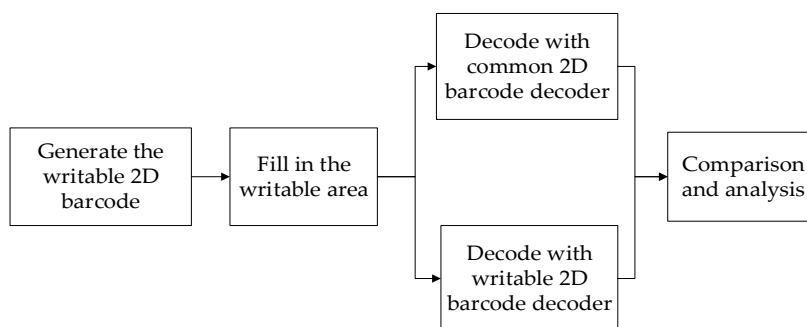 Generate the
writable 2D
barcode
Fill in the
writable area
Decode with
common 2D
barcode decoder
Decode with
writable 2D
barcode decoder
Comparison
and analysis